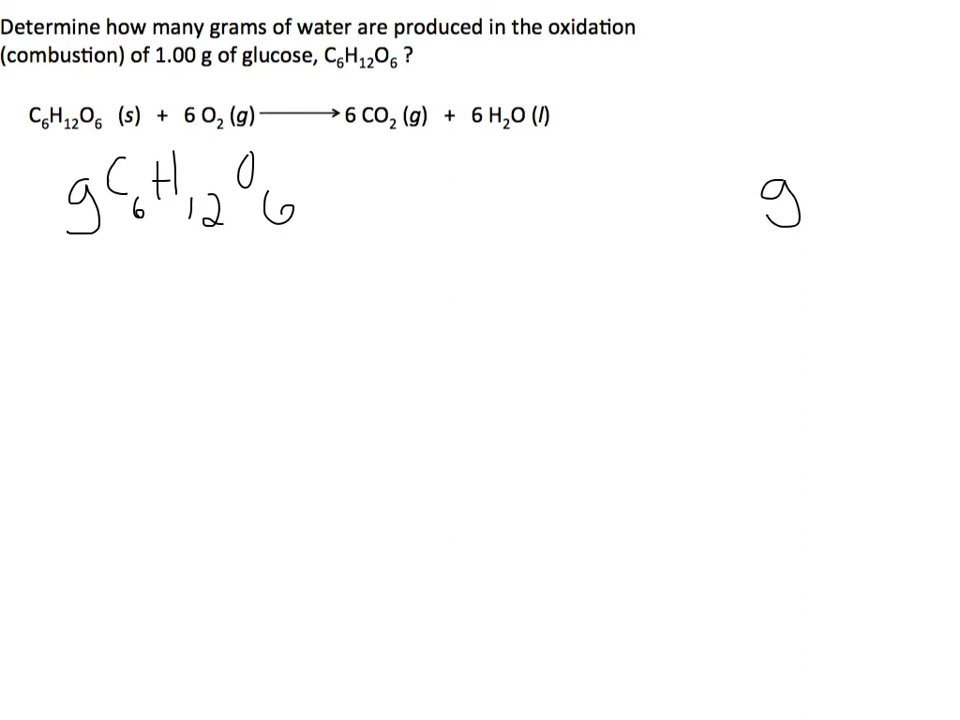 Determine how many grams of water are produced in the oxidation
(combustion) of 1.00 g of glucose, C₆H₁₂O₆ ?
C₆H₁₂O₆ (s) + 6 O₂ (g) ⟶ 6 CO₂ (g) + 6 H₂O (l)
g C₆H₁₂O₆ g